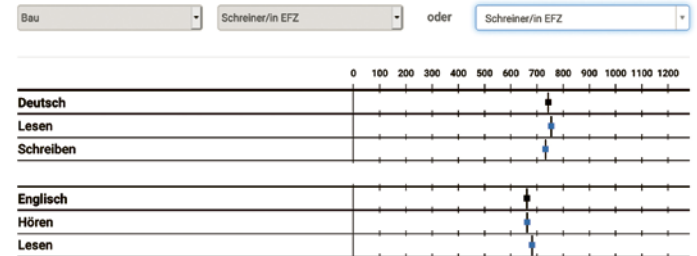 Bau Schreiner/in EFZ oder Schreiner/in EFZ
0 100 200 300 400 500 600 700 800 900 1000 1100 1200
Deutsch
Lesen
Schreiben
Englisch
Hören
Lesen